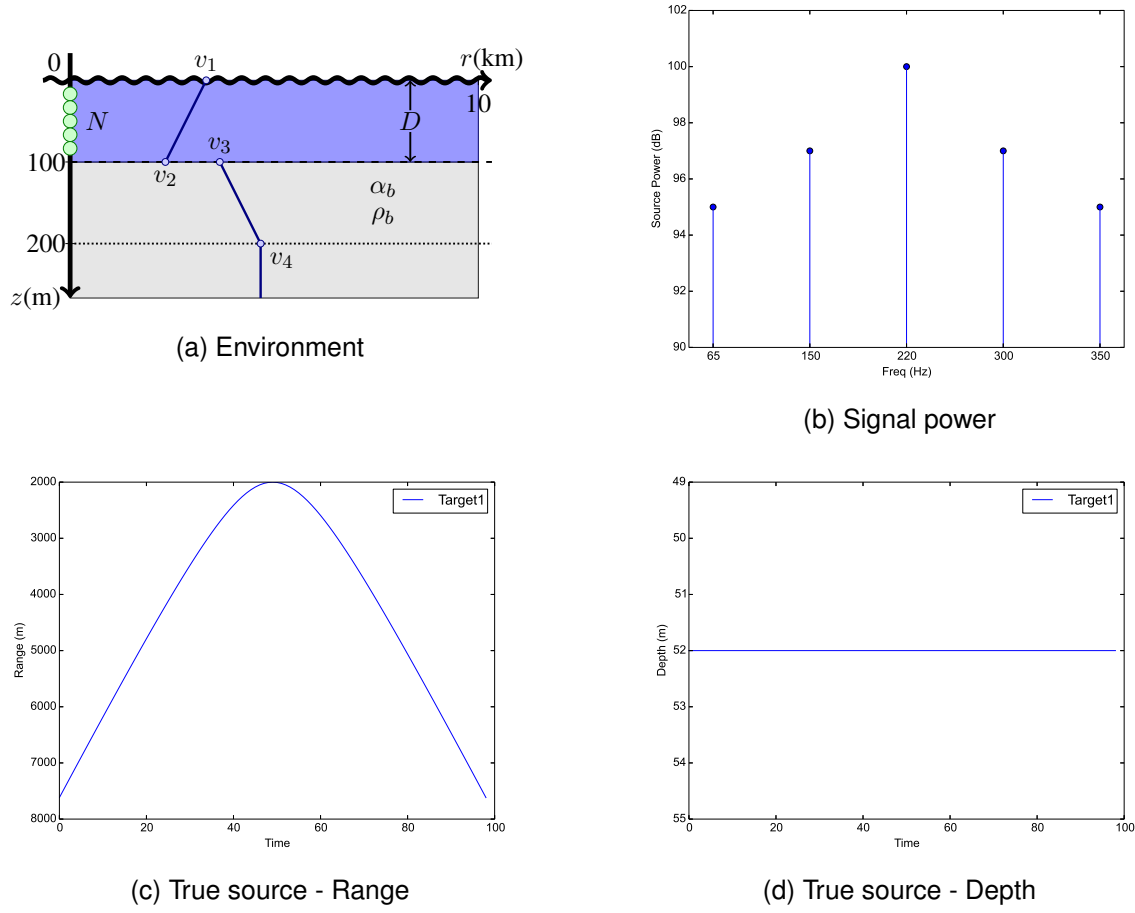 0
v1
r(km)
10
N
D
100
v3
v2
αb
ρb
200
v4
z(m)
(a) Environment
102
100
98
96
94
92
90
Source Power (dB)
65 150 220 300 350
Freq (Hz)
(b) Signal power
2000
3000
4000
5000
6000
7000
8000
Range (m)
Target1
0 20 40 60 80 100
Time
(c) True source - Range
49
50
51
52
53
54
55
Depth (m)
Target1
0 20 40 60 80 100
Time
(d) True source - Depth